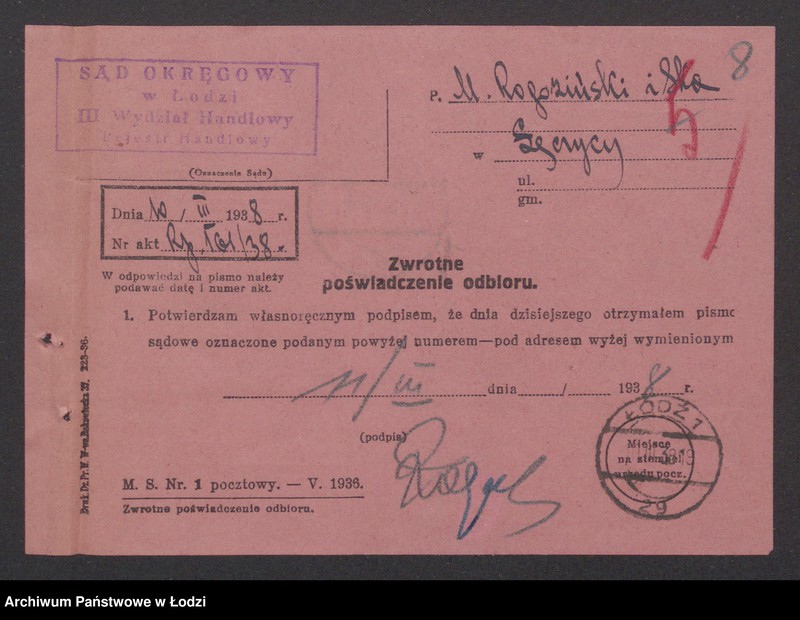 8
SĄD OKRĘGOWY
w Łodzi
III Wydział Handlowy
Rejestr Handlowy
(Oznaczenie Sądu)
P. M. Rogoziński i Ska
w
ul.
gm.
Dnia 10 / III 1938 r.
Nr akt /38.
W odpowiedzi na pismo należy
podawać datę i numer akt.
Zwrotne
poświadczenie odbioru.
1. Potwierdzam własnoręcznym podpisem, że dnia dzisiejszego otrzymałem pismo
sądowe oznaczone podanym powyżej numerem—pod adresem wyżej wymienionym
11/III dnia / 1938 r.
(podpis)
ŁÓDŹ 1
Miejsce
na stempel
urzędu pocz.
29
M. S. Nr. 1 pocztowy. — V. 1936.
Zwrotne poświadczenie odbioru.
223-36.
Archiwum Państwowe w Łodzi